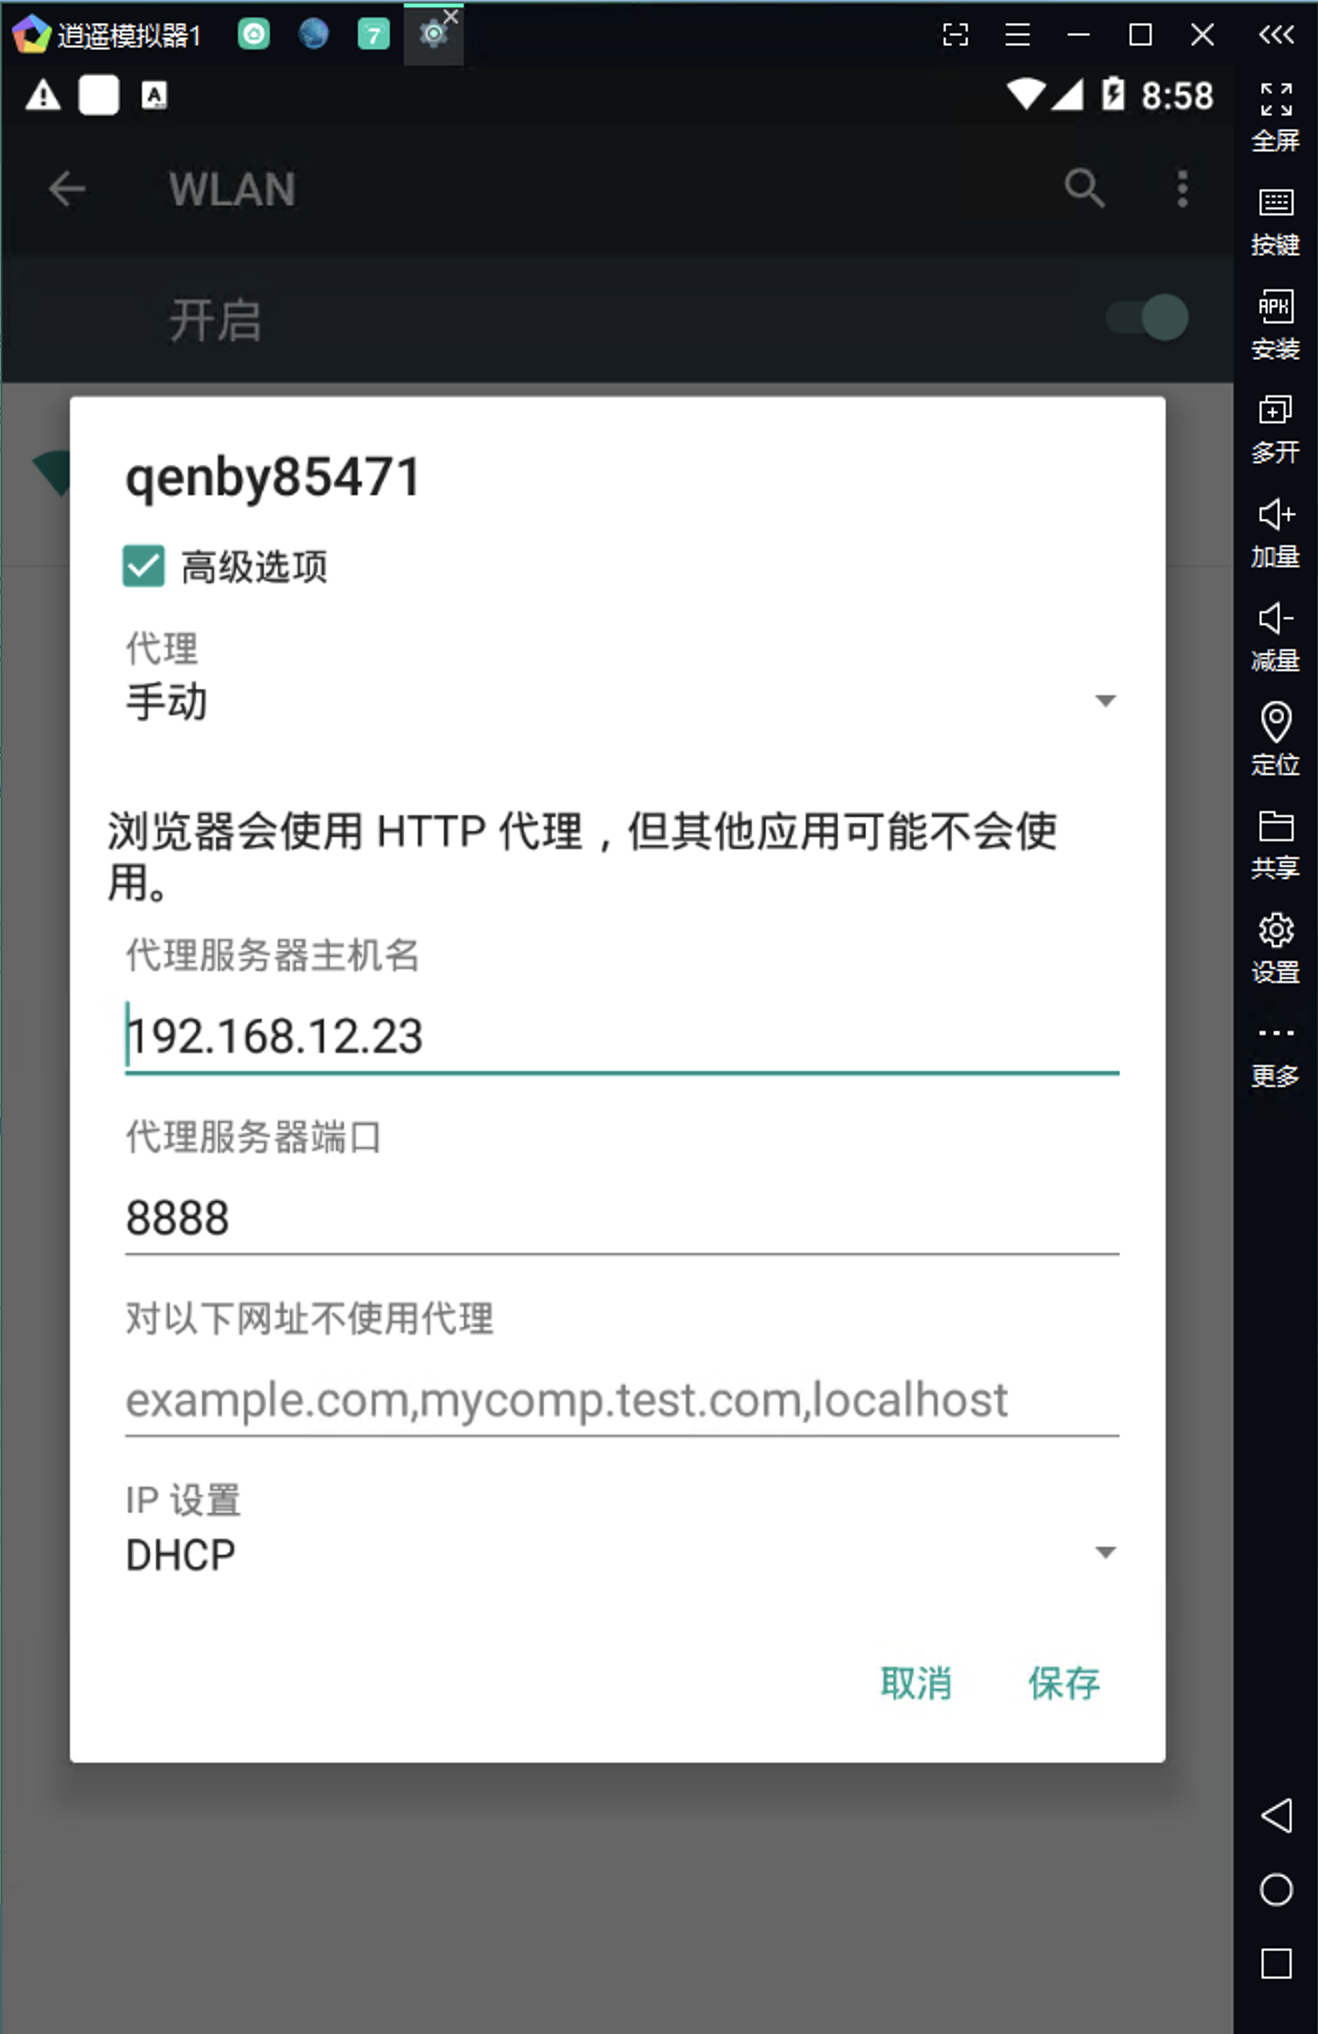 逍遥模拟器1
7
A
8:58
WLAN
开启
qenby85471
高级选项
代理
手动
浏览器会使用 HTTP 代理，但其他应用可能不会使
用。
代理服务器主机名
192.168.12.23
代理服务器端口
8888
对以下网址不使用代理
example.com,mycomp.test.com,localhost
IP 设置
DHCP
取消
保存
全屏
按键
APK
安装
多开
加量
减量
定位
共享
设置
更多